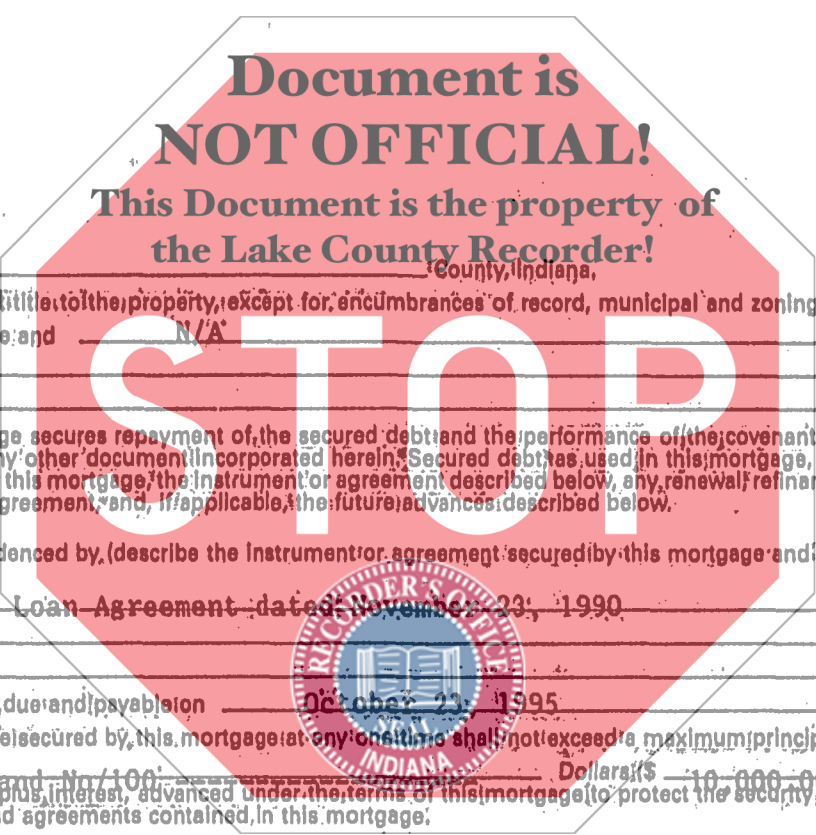 Document is
NOT OFFICIAL!
This Document is the property of
the Lake County Recorder!
County, Indiana,
title to the property, except for encumbrances of record, municipal and zoning
e and N/A
STOP
ge secures repayment of the secured debt and the performance of the covenant
ny other document incorporated herein. Secured debt, as used in this mortgage,
this mortgage, the instrument or agreement described below, any renewal, refinan
greement, and, if applicable, the future advances described below.
denced by (describe the instrument or agreement secured by this mortgage and
Loan Agreement dated November 23, 1990
RECORDER'S OFFICE
INDIANA
due and payable on October 23, 1995
e secured by this mortgage at any one time shall not exceed a maximum princip
and No/100 Dollars ($ 10,000.0
plus interest, advanced under the terms of this mortgage to protect the security
d agreements contained in this mortgage.